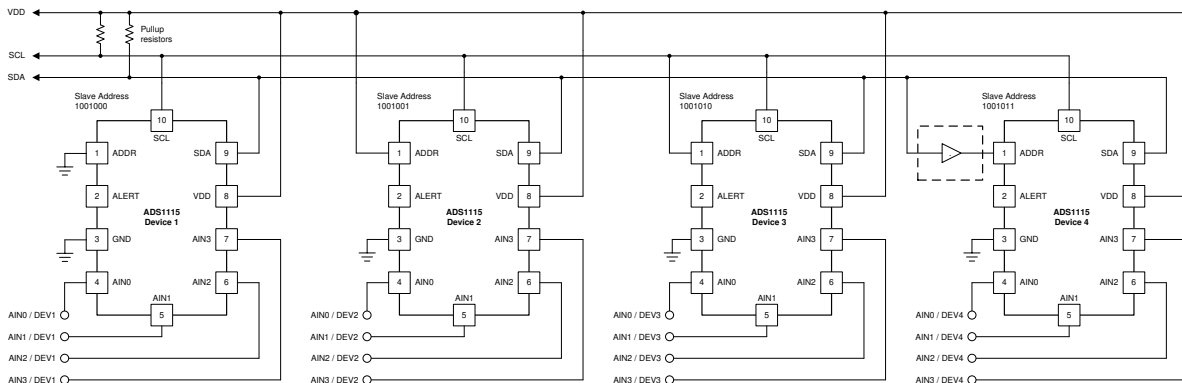 VDD
Pullup
resistors
SCL
SDA
Slave Address
1001000
10
SCL
1
ADDR
SDA
9
2
ALERT
VDD
8
ADS1115
Device 1
3
GND
AIN3
7
4
AIN0
AIN2
6
AIN1
5
AIN0 / DEV1
AIN1 / DEV1
AIN2 / DEV1
AIN3 / DEV1
Slave Address
1001001
10
SCL
1
ADDR
SDA
9
2
ALERT
VDD
8
ADS1115
Device 2
3
GND
AIN3
7
4
AIN0
AIN2
6
AIN1
5
AIN0 / DEV2
AIN1 / DEV2
AIN2 / DEV2
AIN3 / DEV2
Slave Address
1001010
10
SCL
1
ADDR
SDA
9
2
ALERT
VDD
8
ADS1115
Device 3
3
GND
AIN3
7
4
AIN0
AIN2
6
AIN1
5
AIN0 / DEV3
AIN1 / DEV3
AIN2 / DEV3
AIN3 / DEV3
Slave Address
1001011
10
SCL
1
ADDR
SDA
9
2
ALERT
VDD
8
ADS1115
Device 4
3
GND
AIN3
7
4
AIN0
AIN2
6
AIN1
5
AIN0 / DEV4
AIN1 / DEV4
AIN2 / DEV4
AIN3 / DEV4